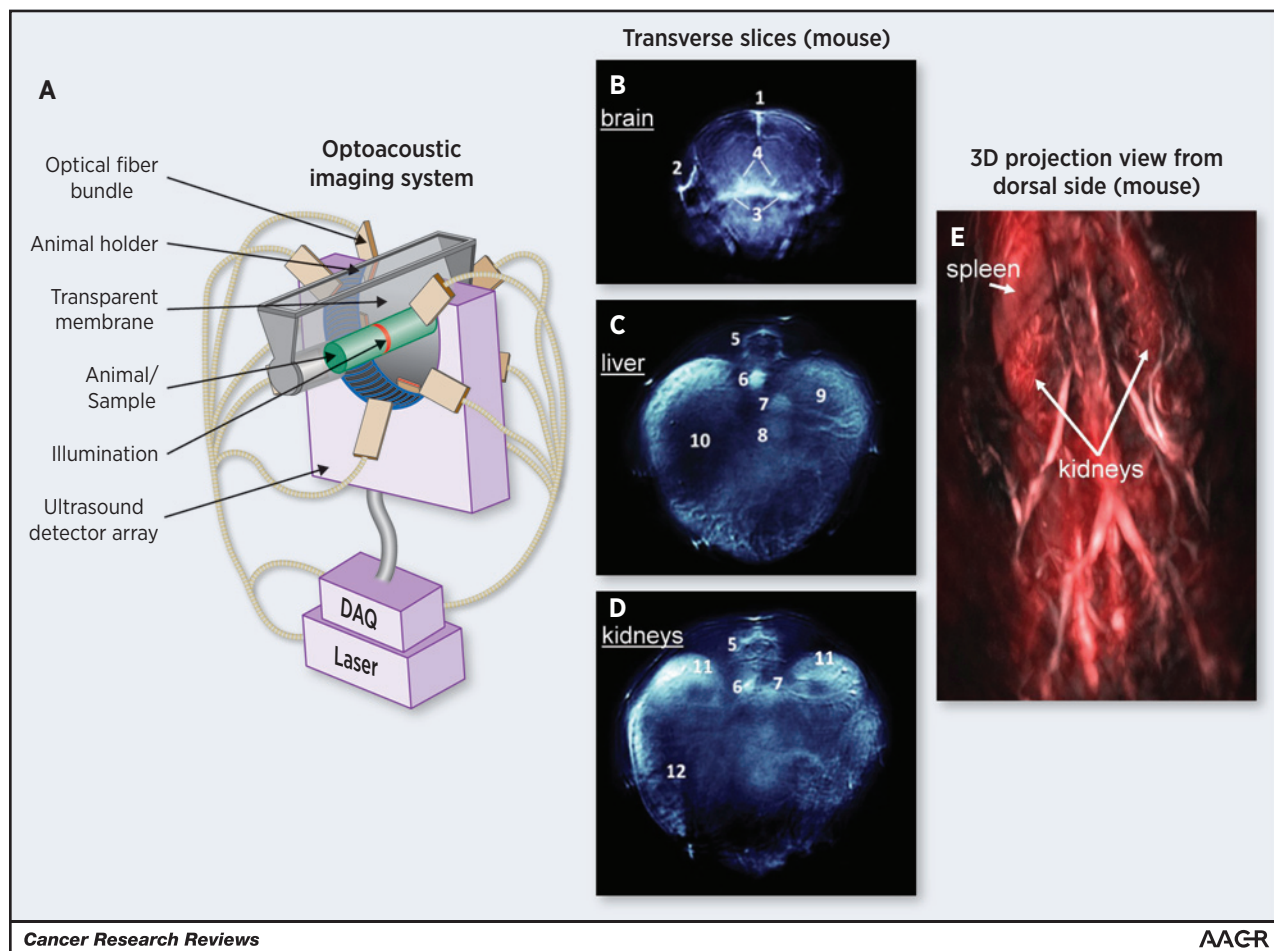 A
Optoacoustic
imaging system
Optical fiber
bundle
Animal holder
Transparent
membrane
Animal/
Sample
Illumination
Ultrasound
detector array
DAQ
Laser
Transverse slices (mouse)
B
brain
1
2
4
3
C
liver
5
6
7
8
9
10
D
kidneys
5
11
11
6
7
12
3D projection view from
dorsal side (mouse)
E
spleen
kidneys
Cancer Research Reviews
AACR